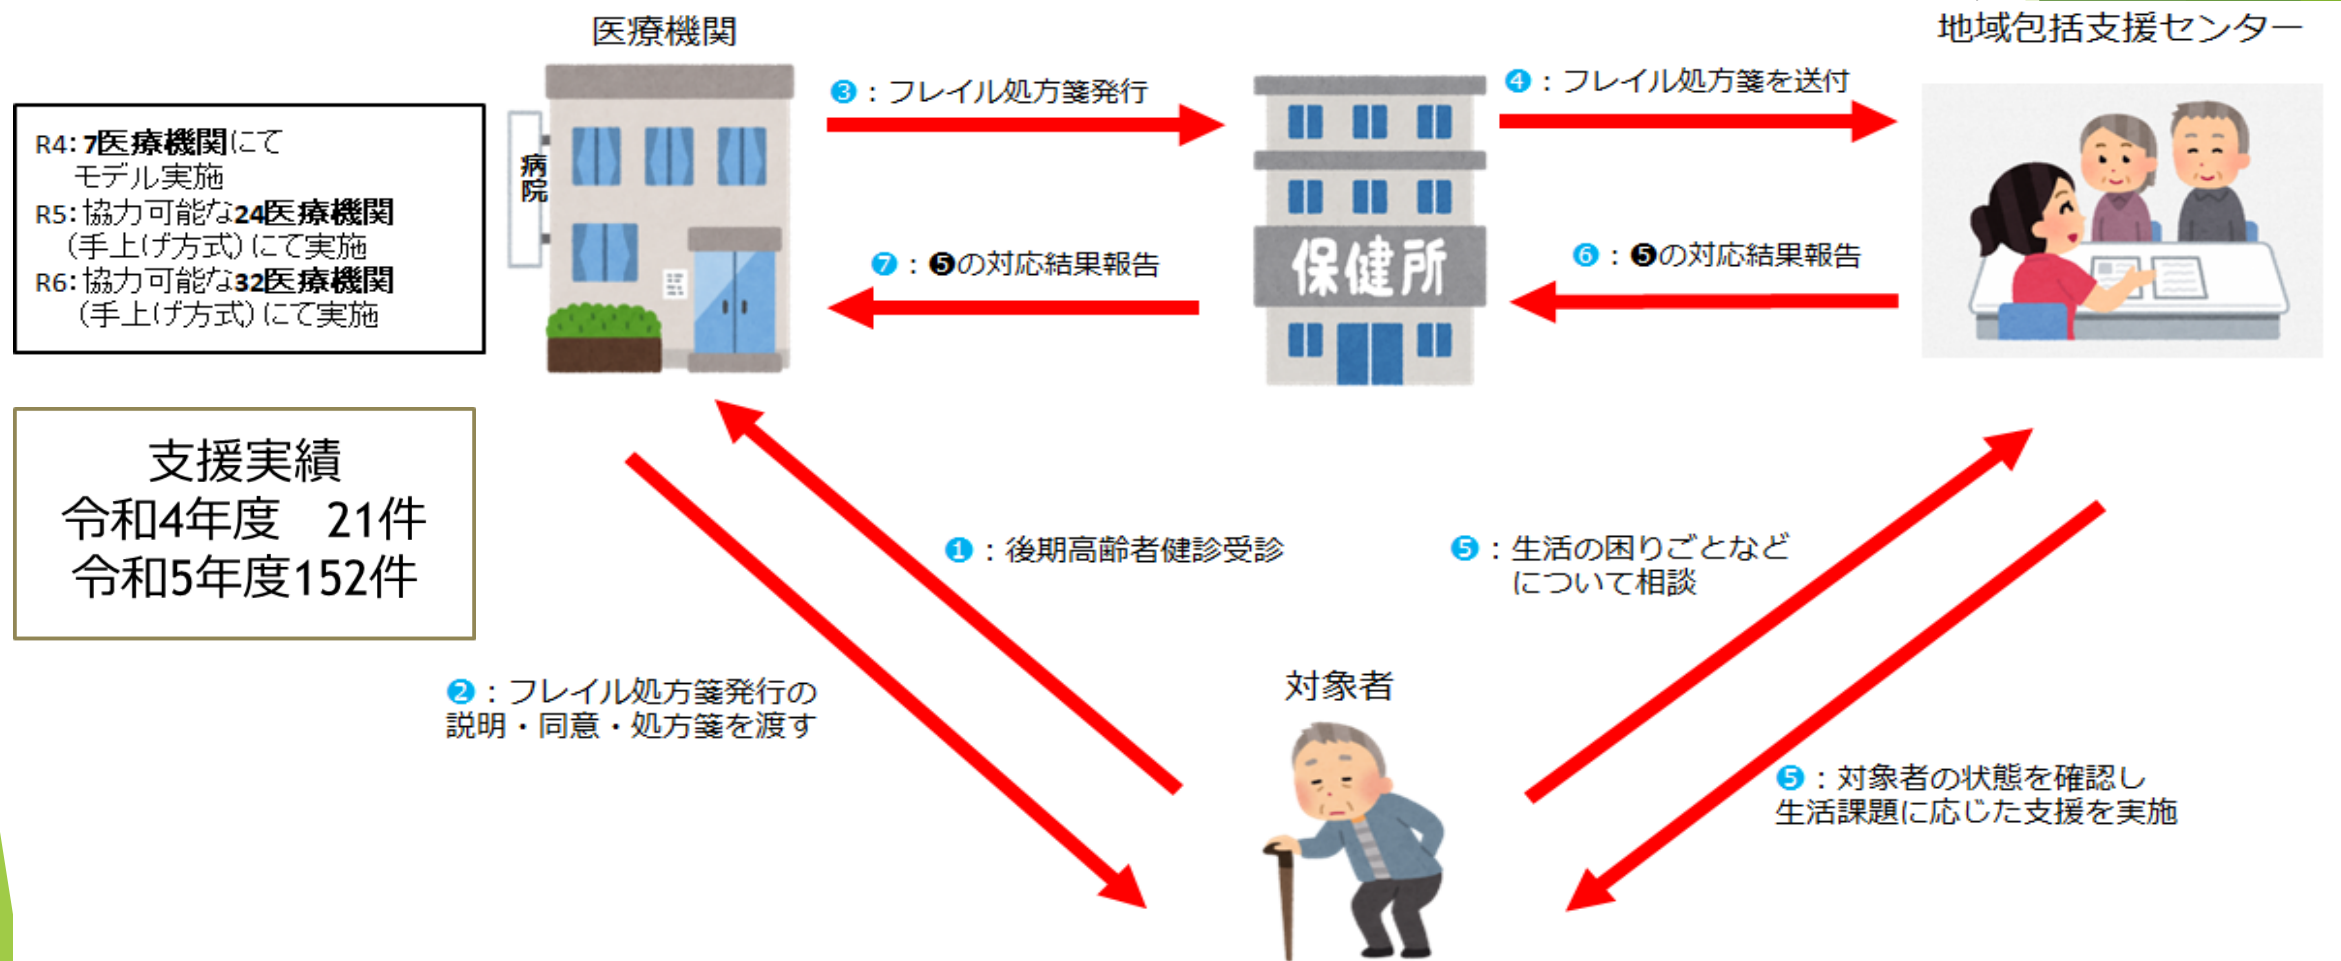 医療機関
地域包括支援センター
❸：フレイル処方箋発行
❹：フレイル処方箋を送付
R4：7医療機関にて
モデル実施
R5：協力可能な24医療機関
（手上げ方式）にて実施
R6：協力可能な32医療機関
（手上げ方式）にて実施
病院
保健所
❼：❺の対応結果報告
❻：❺の対応結果報告
支援実績
令和4年度　21件
令和5年度152件
❶：後期高齢者健診受診
❺：生活の困りごとなど
について相談
❷：フレイル処方箋発行の
説明・同意・処方箋を渡す
対象者
❺：対象者の状態を確認し
生活課題に応じた支援を実施